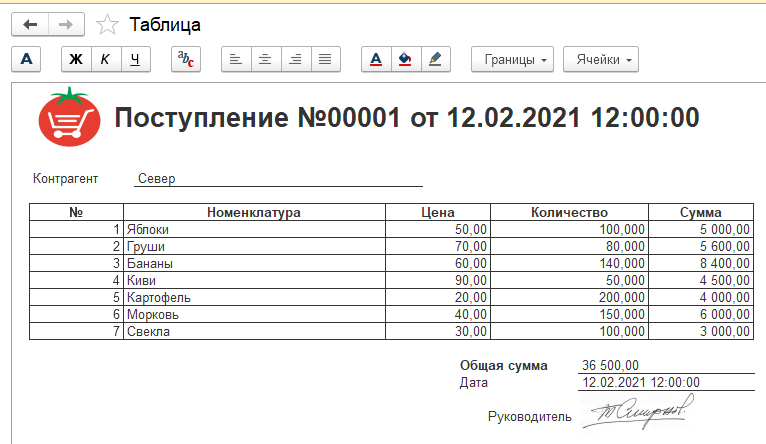 Таблица
А Ж К Ч abc А Границы Ячейки
Поступление №00001 от 12.02.2021 12:00:00
Контрагент Север
№ Номенклатура Цена Количество Сумма
1 Яблоки 50,00 100,000 5 000,00
2 Груши 70,00 80,000 5 600,00
3 Бананы 60,00 140,000 8 400,00
4 Киви 90,00 50,000 4 500,00
5 Картофель 20,00 200,000 4 000,00
6 Морковь 40,00 150,000 6 000,00
7 Свекла 30,00 100,000 3 000,00
Общая сумма 36 500,00
Дата 12.02.2021 12:00:00
Руководитель